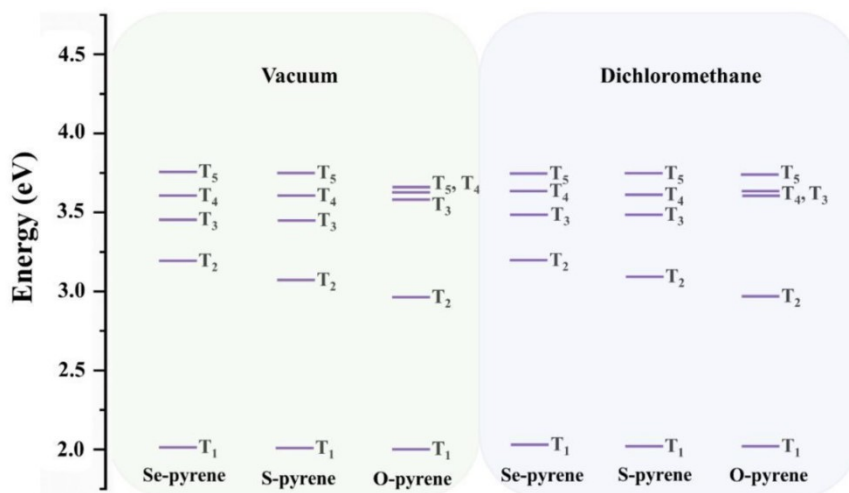 Energy (eV)
4.5
4.0
3.5
3.0
2.5
2.0
Vacuum
T5
T4
T3
T2
T1
Se-pyrene
T5
T4
T3
T2
T1
S-pyrene
T5, T4
T3
T2
T1
O-pyrene
Dichloromethane
T5
T4
T3
T2
T1
Se-pyrene
T5
T4
T3
T2
T1
S-pyrene
T5
T4, T3
T2
T1
O-pyrene